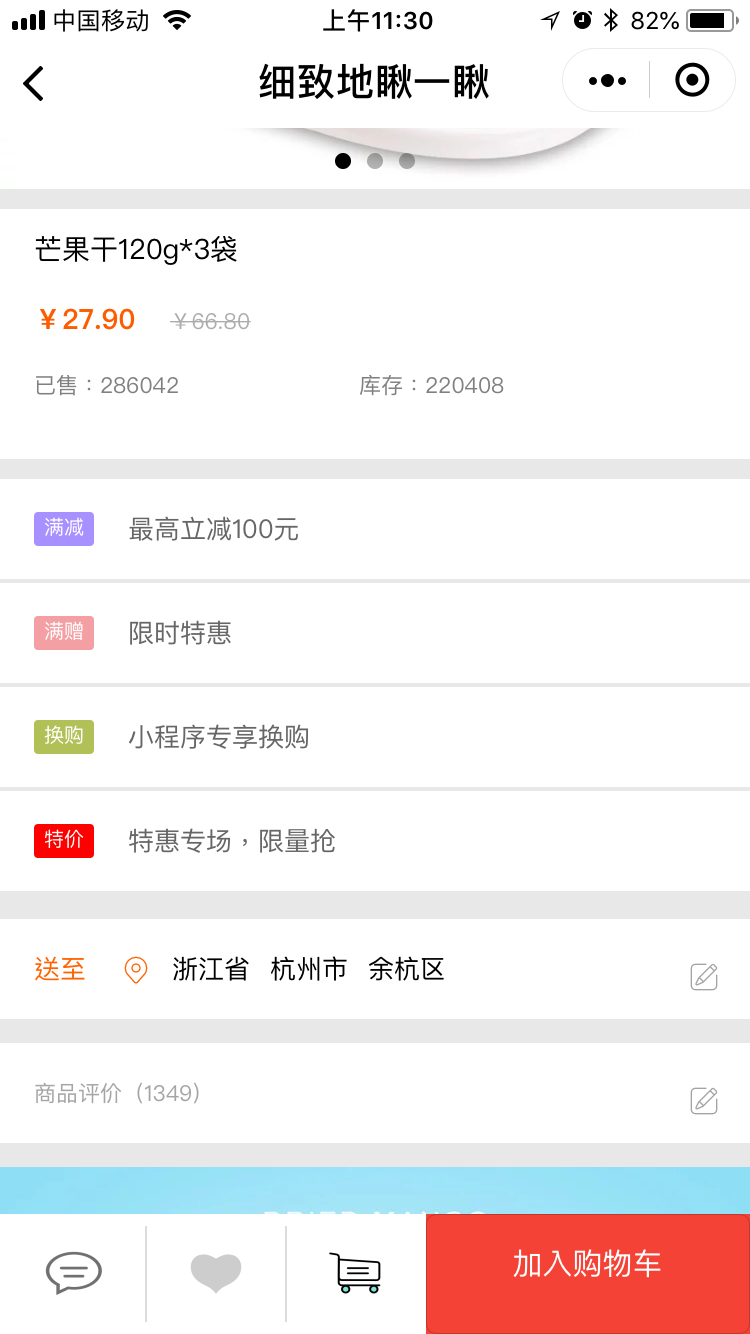 中国移动 上午11:30 82%
细致地瞅一瞅
芒果干120g*3袋
￥27.90 ￥66.80
已售：286042 库存：220408
满减 最高立减100元
满赠 限时特惠
换购 小程序专享换购
特价 特惠专场，限量抢
送至 浙江省 杭州市 余杭区
商品评价（1349）
加入购物车